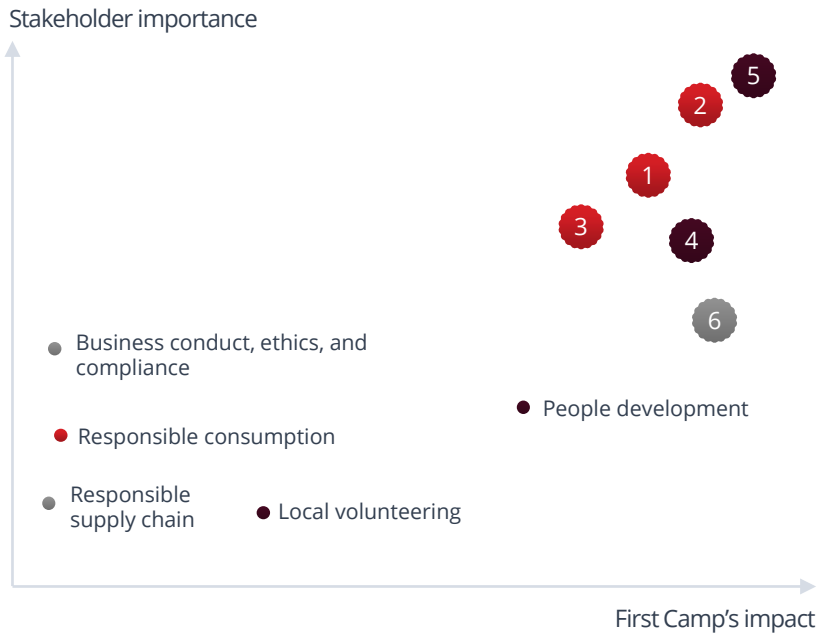 Stakeholder importance
5
2
1
3
4
6
Business conduct, ethics, and
compliance
People development
Responsible consumption
Responsible
supply chain
Local volunteering
First Camp's impact